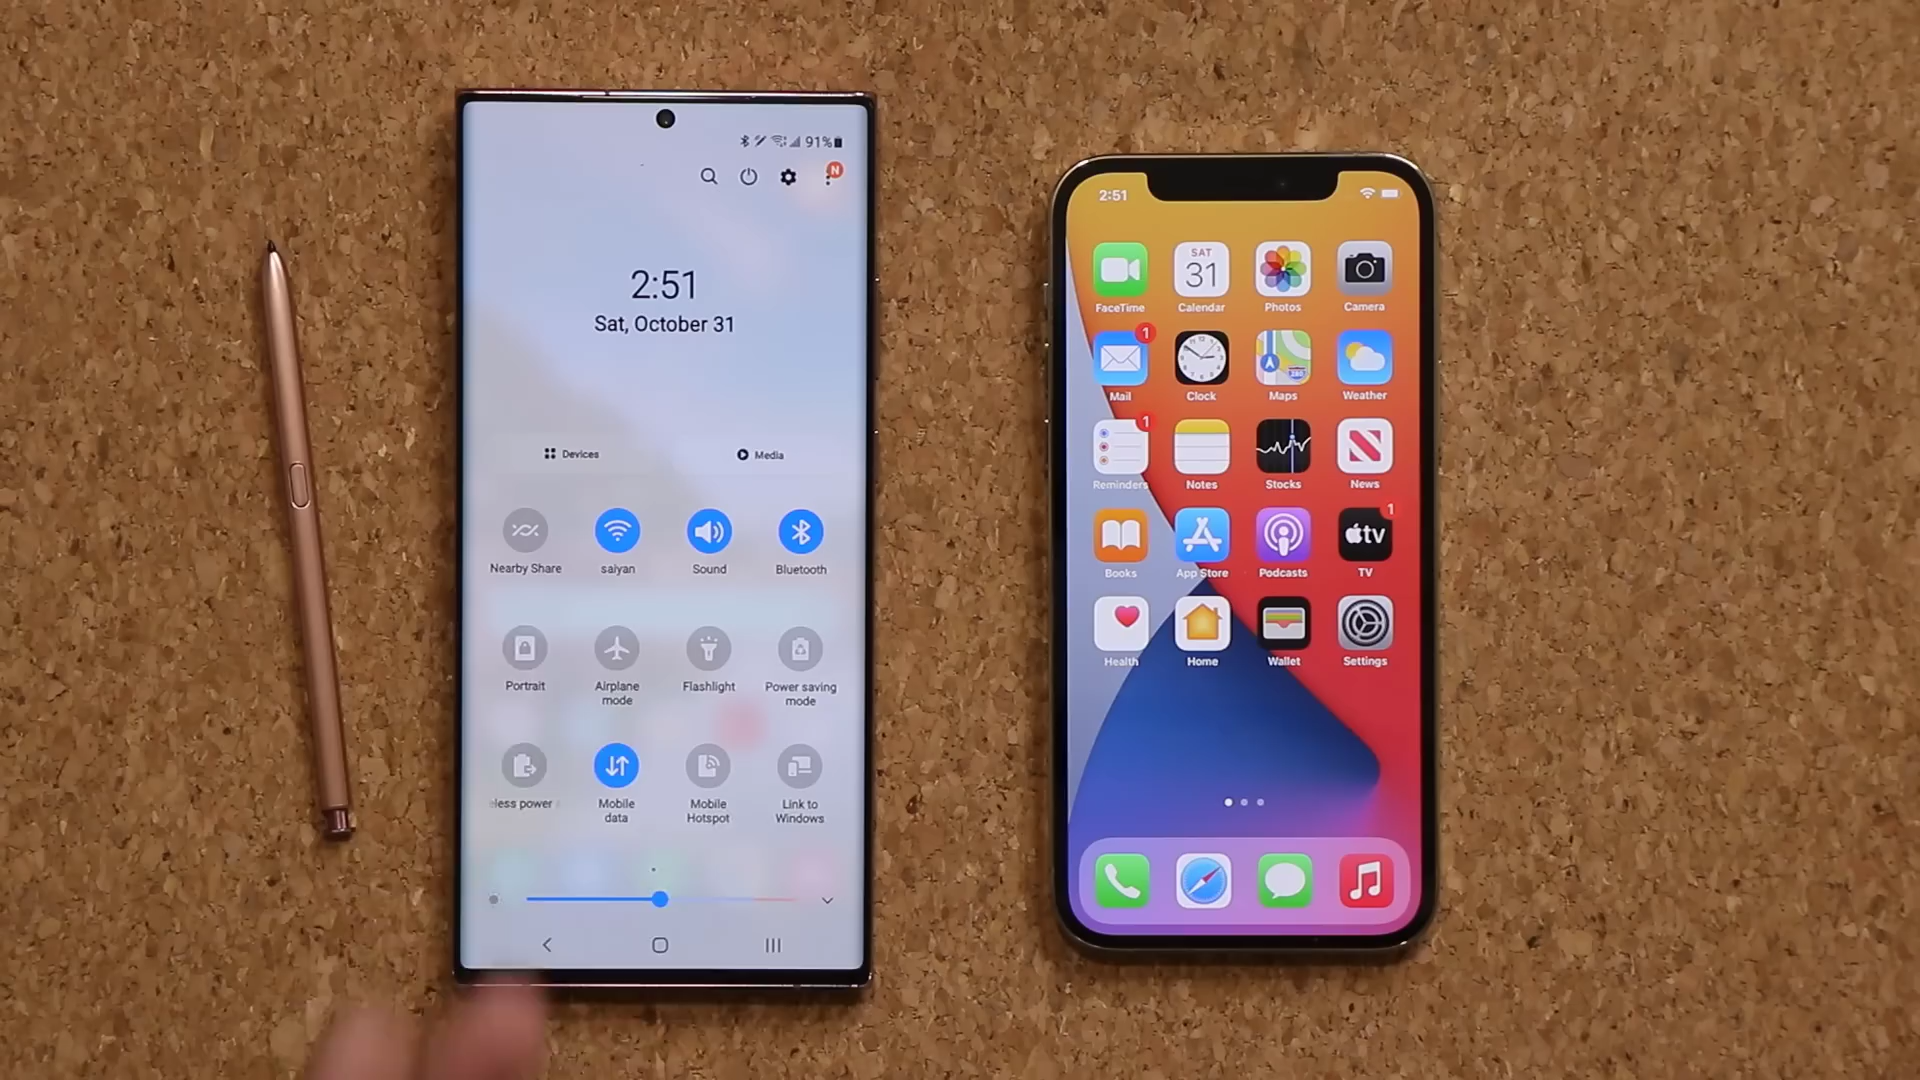 91%
N
2:51
Sat, October 31
Devices
Media
Nearby Share
saiyan
Sound
Bluetooth
Portrait
Airplane
mode
Flashlight
Power saving
mode
less power
Mobile
data
Mobile
Hotspot
Link to
Windows
2:51
SAT
31
FaceTime
Calendar
Photos
Camera
1
Mail
Clock
Maps
Weather
1
Reminders
Notes
Stocks
News
1
tv
Books
App Store
Podcasts
TV
Health
Home
Wallet
Settings